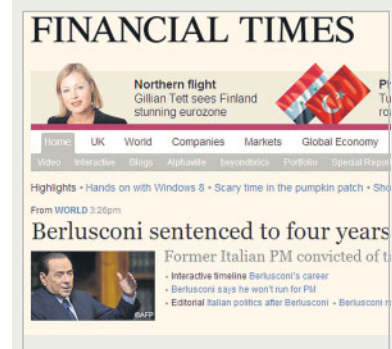 FINANCIAL TIMES
Northern flight
Gillian Tett sees Finland
stunning eurozone
Home UK World Companies Markets Global Economy
Video Interactive Blogs Alphaville beyondbrics Portfolio Special Report
Highlights • Hands on with Windows 8 • Scary time in the pumpkin patch • Sho
From WORLD 3:26pm
Berlusconi sentenced to four years
Former Italian PM convicted of t
• Interactive timeline Berlusconi's career
• Berlusconi says he won't run for PM
• Editorial Italian politics after Berlusconi • Berlusconi
©AFP